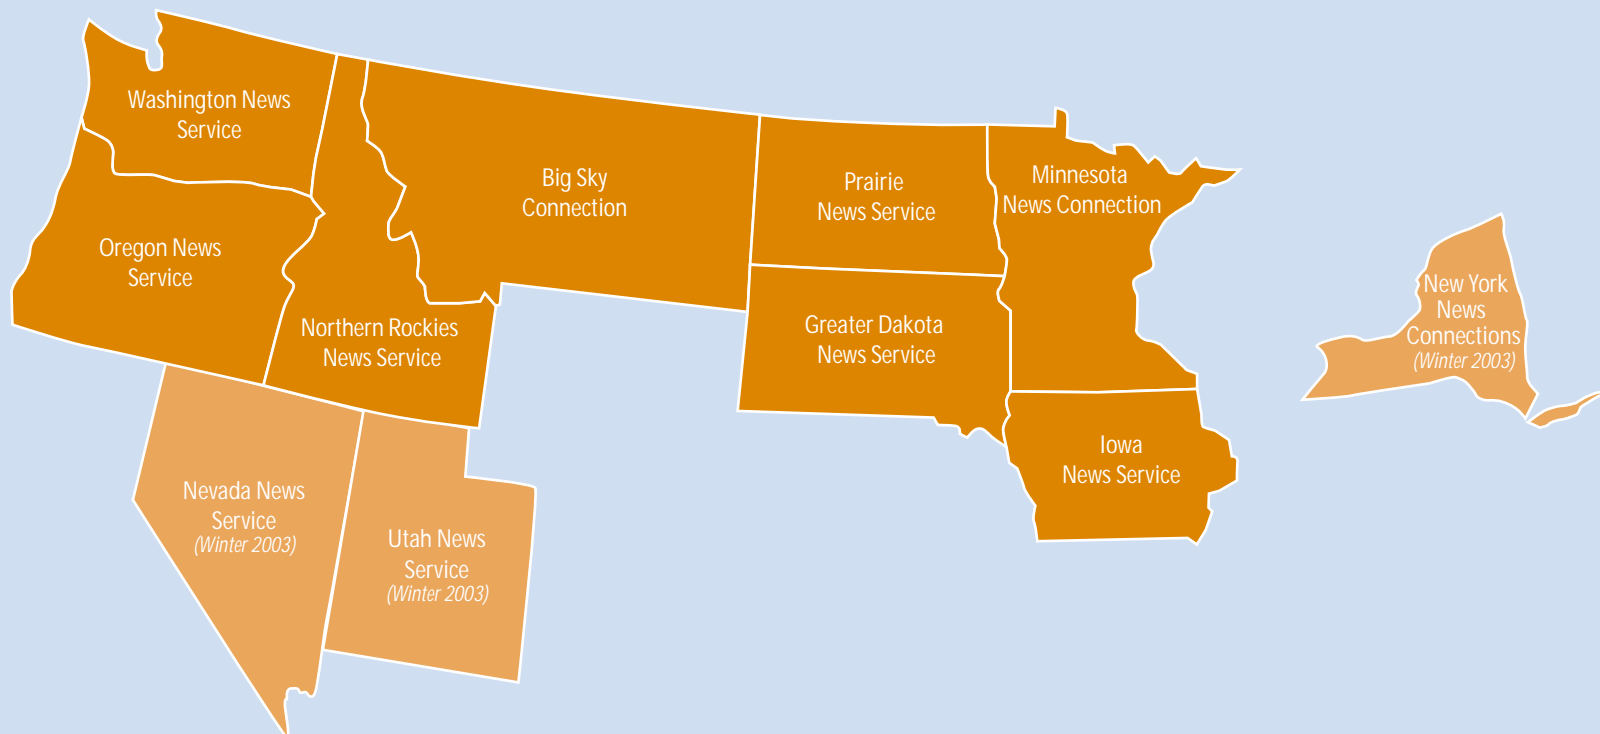 Washington News
Service
Oregon News
Service
Northern Rockies
News Service
Big Sky
Connection
Prairie
News Service
Greater Dakota
News Service
Minnesota
News Connection
Iowa
News Service
Nevada News
Service
(Winter 2003)
Utah News
Service
(Winter 2003)
New York
News
Connections
(Winter 2003)